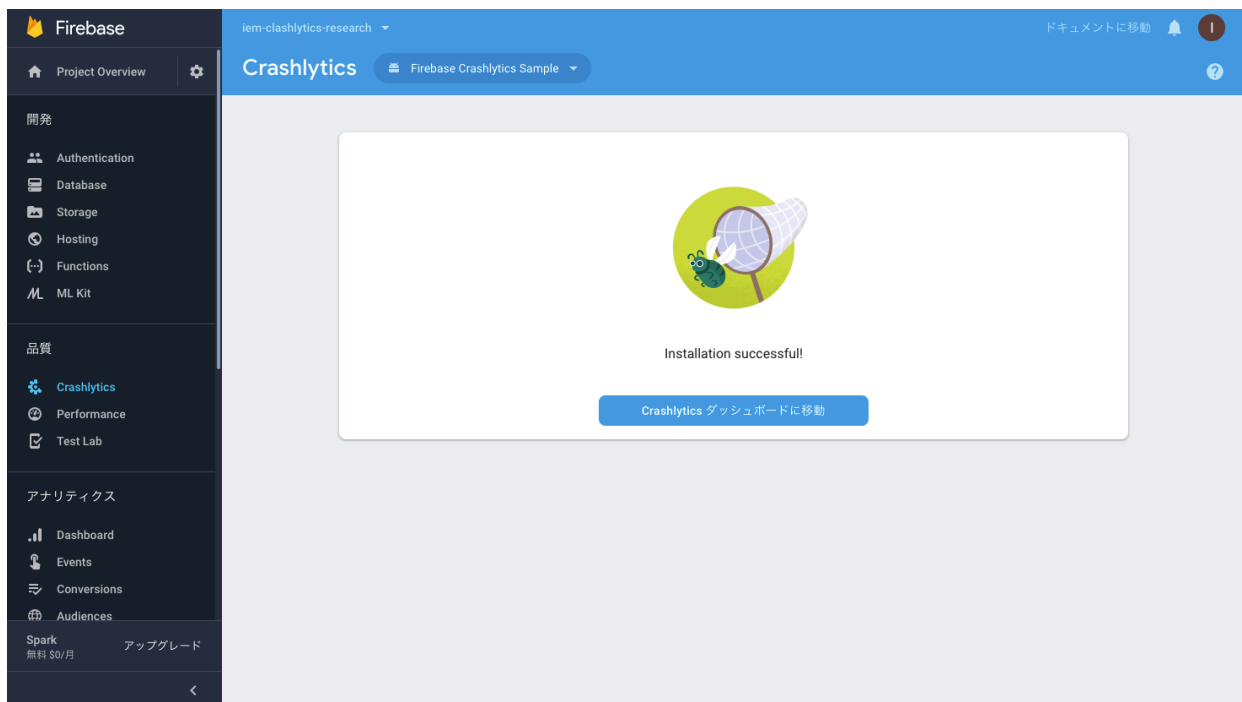 Firebase
Project Overview
開発
Authentication
Database
Storage
Hosting
Functions
ML Kit
品質
Crashlytics
Performance
Test Lab
アナリティクス
Dashboard
Events
Conversions
Audiences
Spark
無料 $0/月
アップグレード
iem-clashlytics-research
ドキュメントに移動
I
Crashlytics
Firebase Crashlytics Sample
?
Installation successful!
Crashlytics ダッシュボードに移動